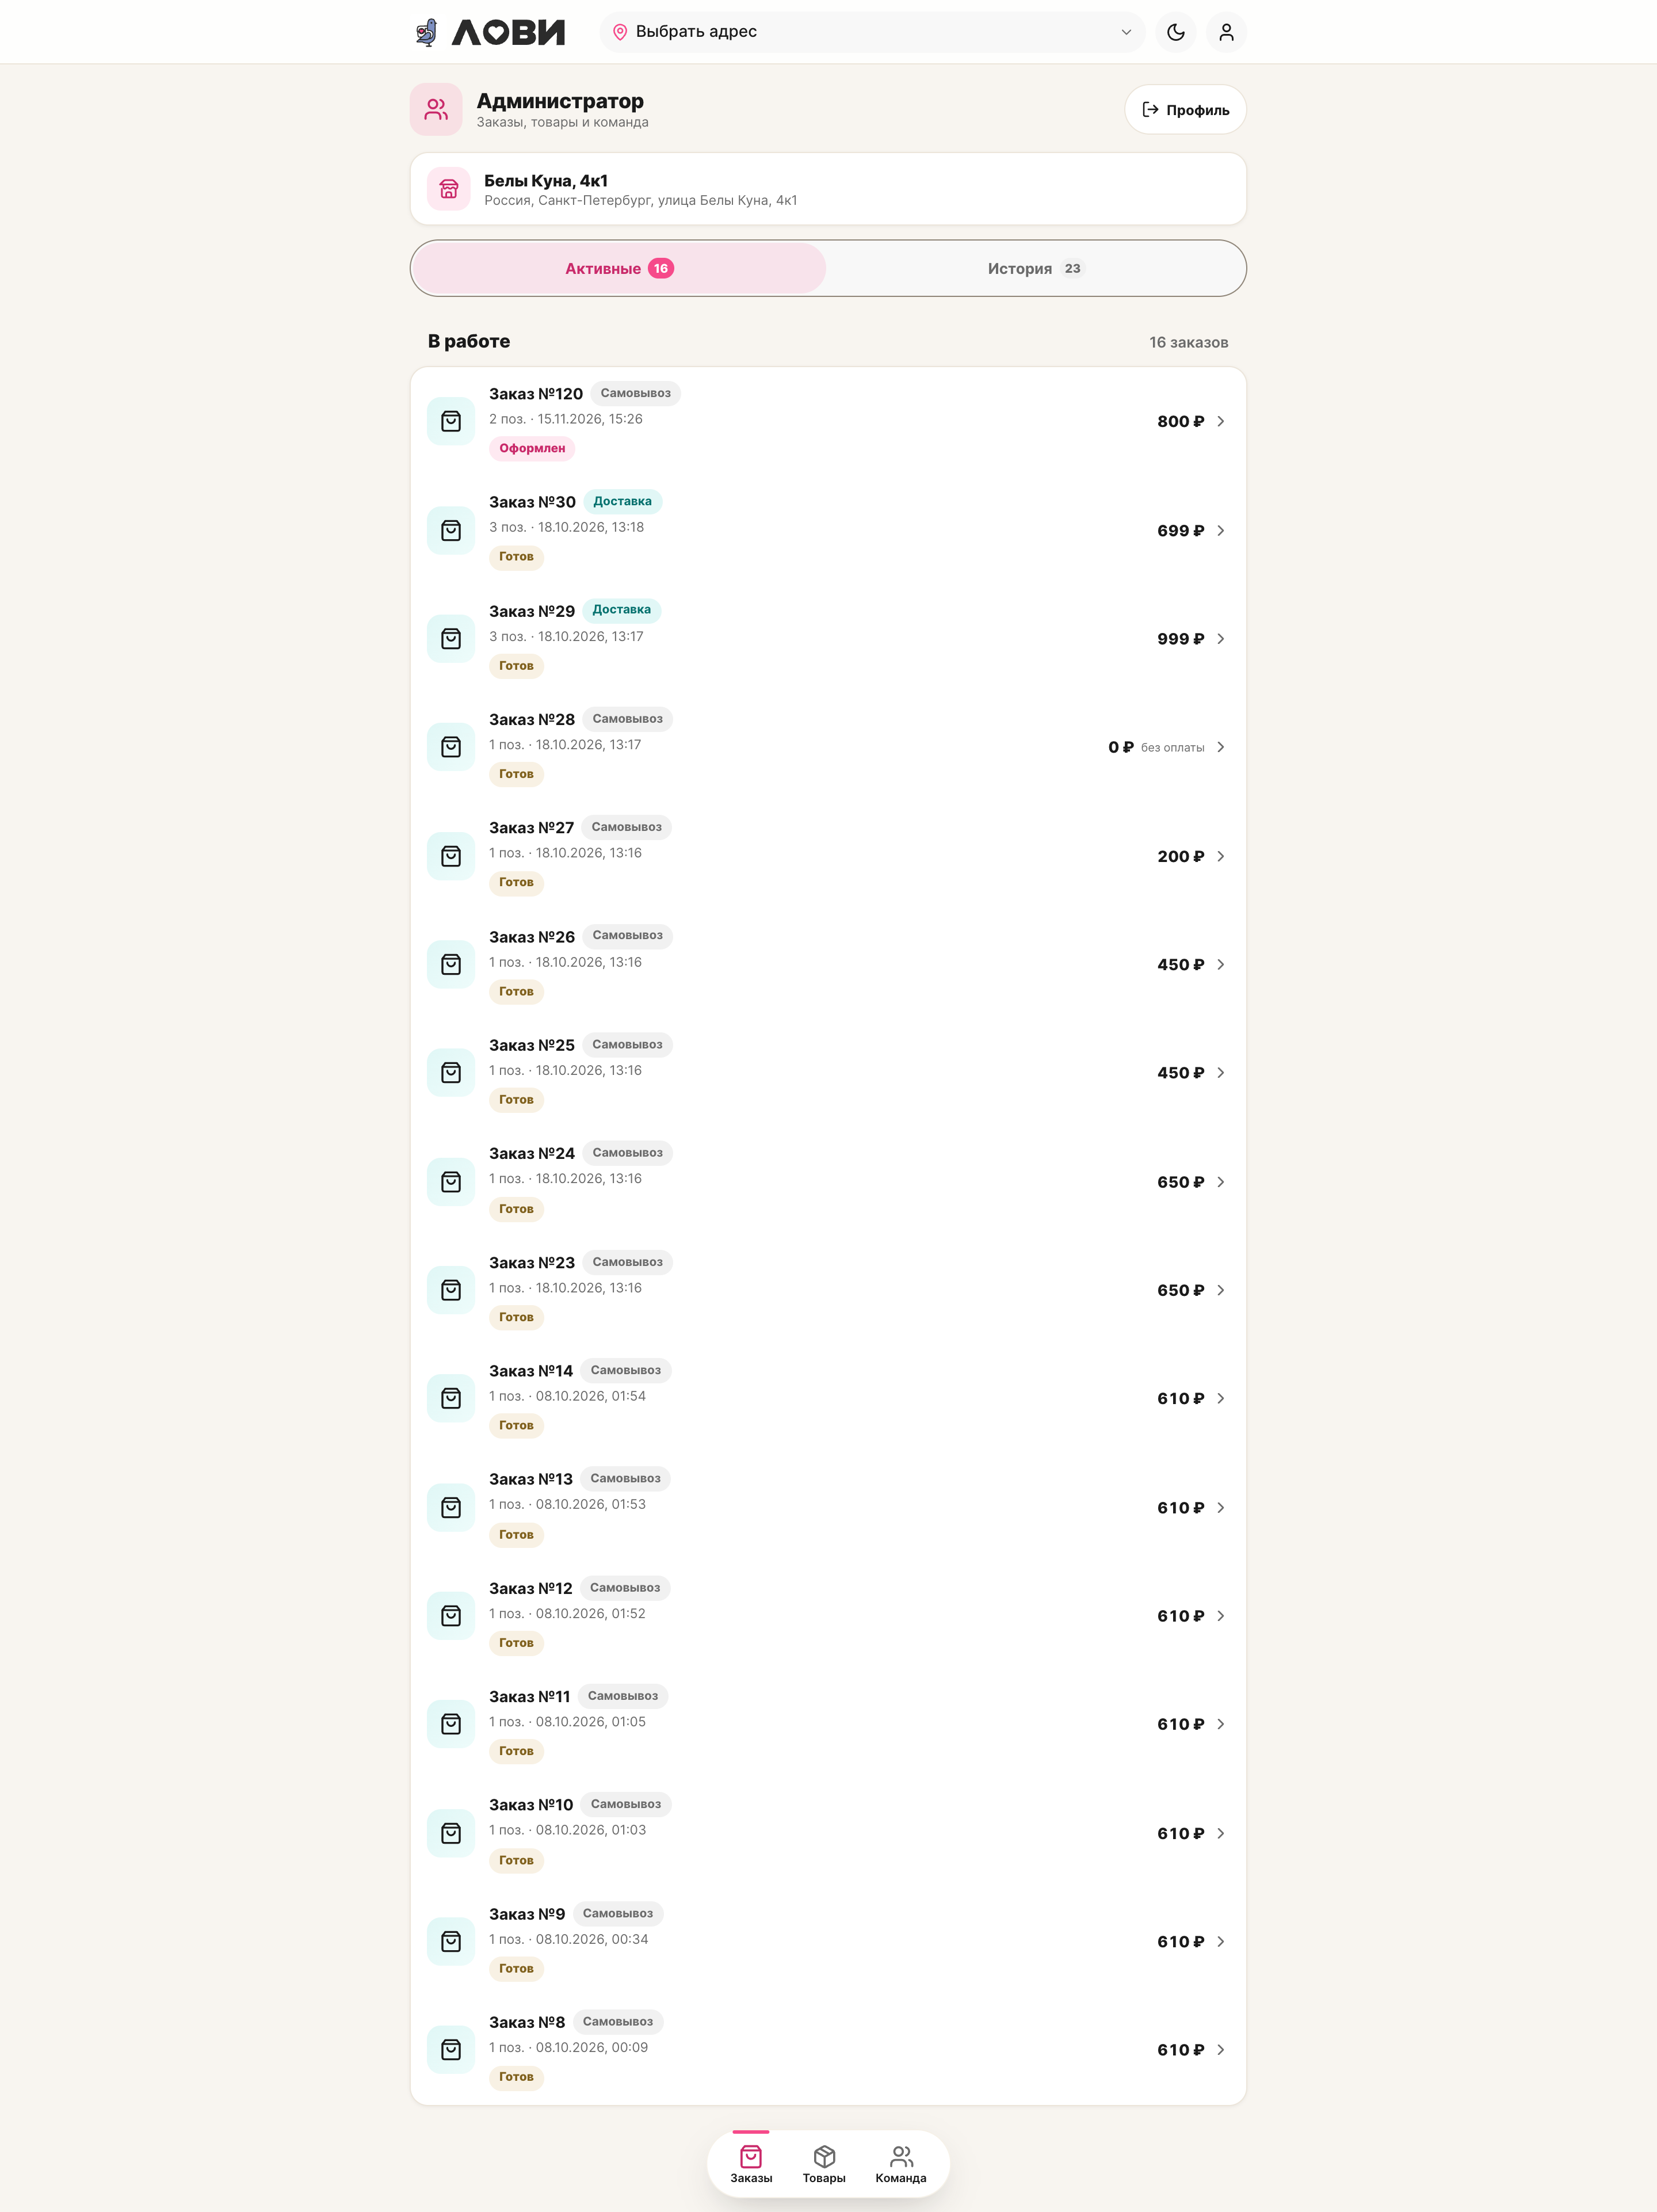 ЛОВИ
Выбрать адрес
Администратор
Заказы, товары и команда
Профиль
Белы Куна, 4к1
Россия, Санкт-Петербург, улица Белы Куна, 4к1
Активные 16
История 23
В работе
16 заказов
Заказ №120 Самовывоз
2 поз. · 15.11.2026, 15:26
Оформлен
800 ₽
Заказ №30 Доставка
3 поз. · 18.10.2026, 13:18
Готов
699 ₽
Заказ №29 Доставка
3 поз. · 18.10.2026, 13:17
Готов
999 ₽
Заказ №28 Самовывоз
1 поз. · 18.10.2026, 13:17
Готов
0 ₽ без оплаты
Заказ №27 Самовывоз
1 поз. · 18.10.2026, 13:16
Готов
200 ₽
Заказ №26 Самовывоз
1 поз. · 18.10.2026, 13:16
Готов
450 ₽
Заказ №25 Самовывоз
1 поз. · 18.10.2026, 13:16
Готов
450 ₽
Заказ №24 Самовывоз
1 поз. · 18.10.2026, 13:16
Готов
650 ₽
Заказ №23 Самовывоз
1 поз. · 18.10.2026, 13:16
Готов
650 ₽
Заказ №14 Самовывоз
1 поз. · 08.10.2026, 01:54
Готов
610 ₽
Заказ №13 Самовывоз
1 поз. · 08.10.2026, 01:53
Готов
610 ₽
Заказ №12 Самовывоз
1 поз. · 08.10.2026, 01:52
Готов
610 ₽
Заказ №11 Самовывоз
1 поз. · 08.10.2026, 01:05
Готов
610 ₽
Заказ №10 Самовывоз
1 поз. · 08.10.2026, 01:03
Готов
610 ₽
Заказ №9 Самовывоз
1 поз. · 08.10.2026, 00:34
Готов
610 ₽
Заказ №8 Самовывоз
1 поз. · 08.10.2026, 00:09
Готов
610 ₽
Заказы
Товары
Команда